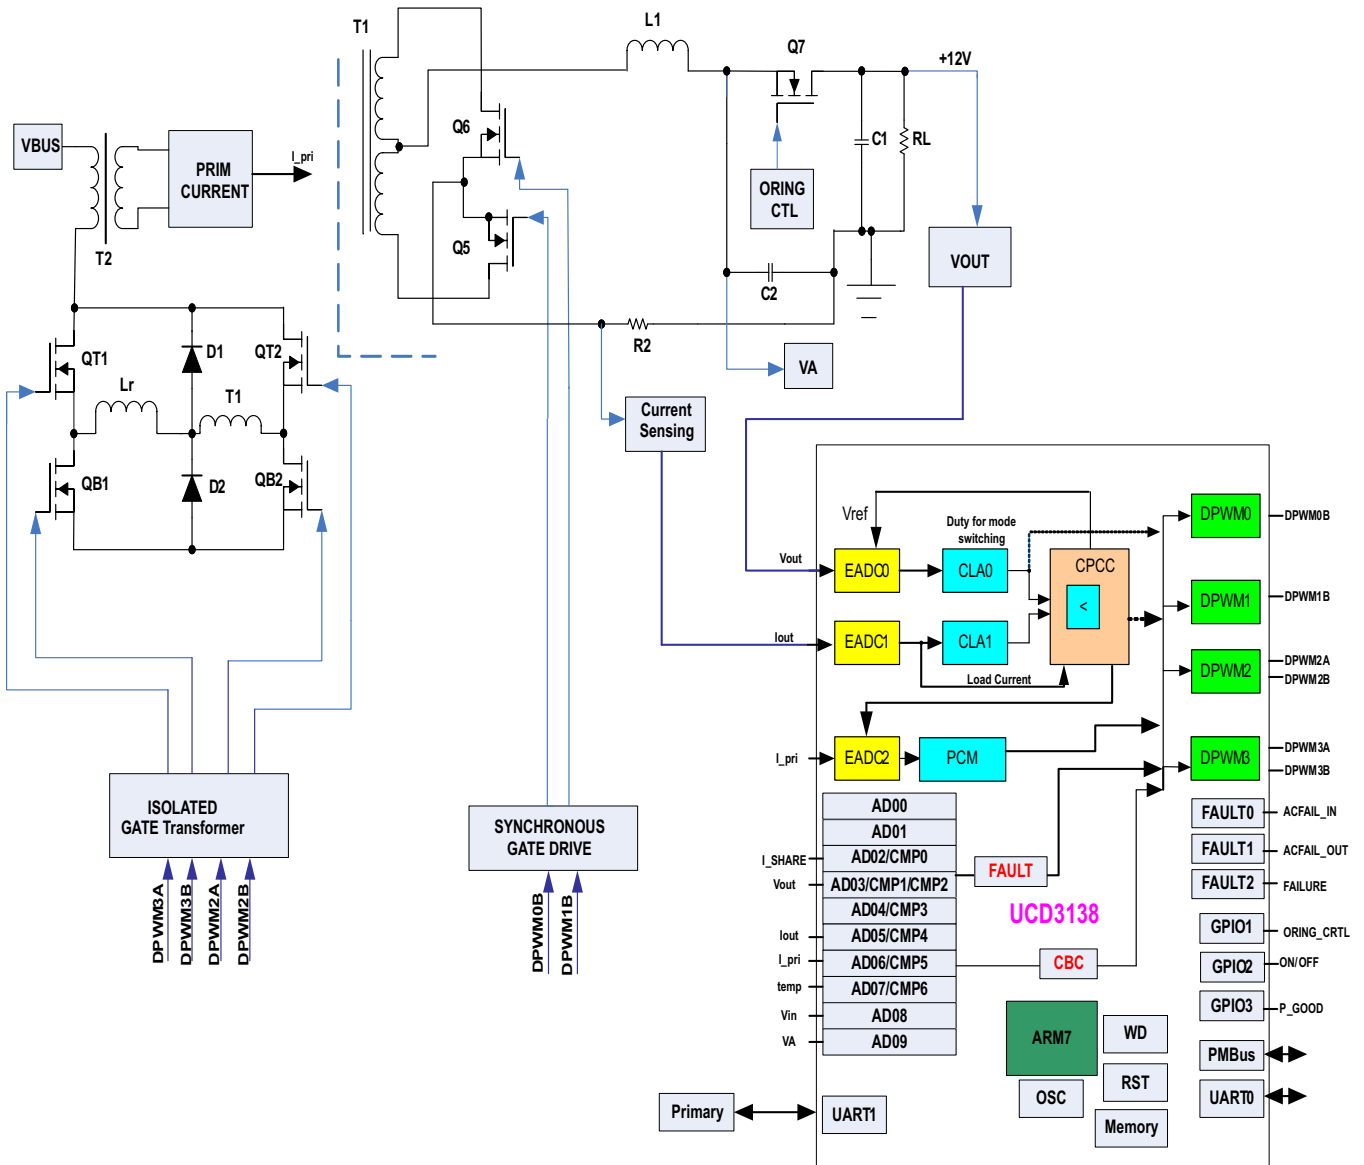 T1
L1
Q7
+12V
VBUS
PRIM
CURRENT
I_pri
T2
Q6
Q5
C1
RL
ORING
CTL
VOUT
C2
R2
VA
QT1
D1
QT2
Lr
T1
QB1
D2
QB2
Current
Sensing
Vref
Duty for mode
switching
Vout
EADC0
CLA0
CPCC
<
DPWM0
DPWM0B
DPWM1
DPWM1B
Iout
EADC1
CLA1
Load Current
DPWM2
DPWM2A
DPWM2B
I_pri
EADC2
PCM
DPWM3
DPWM3A
DPWM3B
ISOLATED
GATE Transformer
SYNCHRONOUS
GATE DRIVE
DPWM3A
DPWM3B
DPWM2A
DPWM2B
DPWM0B
DPWM1B
AD00
AD01
I_SHARE
AD02/CMP0
Vout
AD03/CMP1/CMP2
AD04/CMP3
Iout
AD05/CMP4
I_pri
AD06/CMP5
temp
AD07/CMP6
Vin
AD08
VA
AD09
FAULT
UCD3138
CBC
FAULT0
ACFAIL_IN
FAULT1
ACFAIL_OUT
FAULT2
FAILURE
GPIO1
ORING_CRTL
GPIO2
ON/OFF
GPIO3
P_GOOD
ARM7
WD
PMBus
OSC
RST
UART0
Memory
Primary
UART1